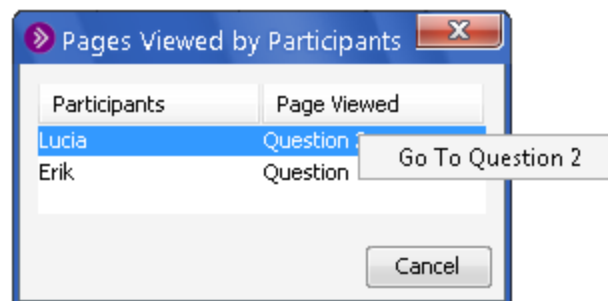 Pages Viewed by Participants
Participants Page Viewed
Lucia Question 2
Go To Question 2
Erik Question
Cancel